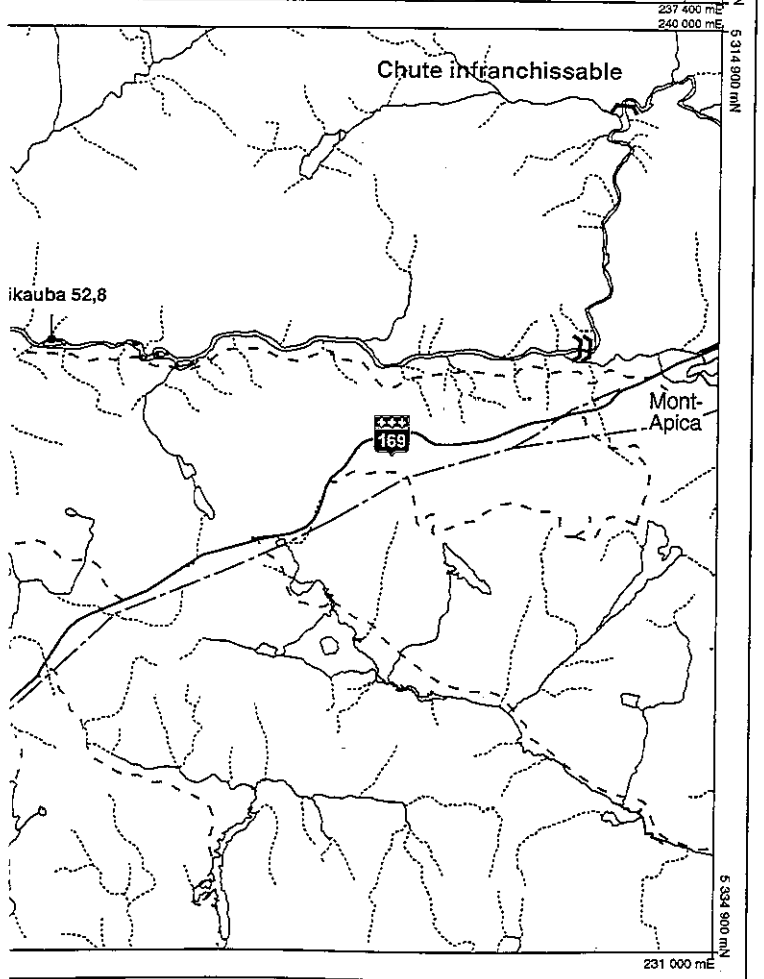 237 400 mE
240 000 mE
N
5 314 900 mN
Chute infranchissable
ikauba 52,8
169
Mont-
Apica
5 334 900 mN
231 000 mE